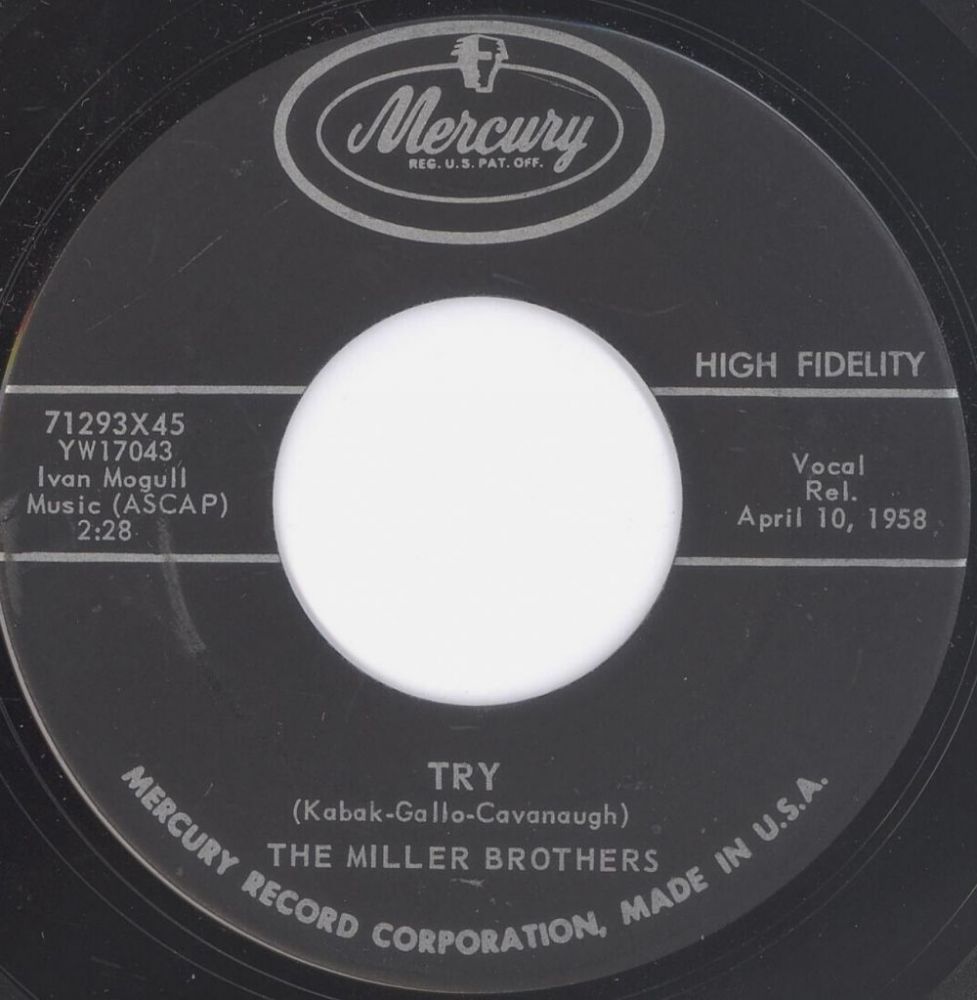 Mercury
REG. U.S. PAT. OFF.
HIGH FIDELITY
71293X45
YW17043
Ivan Mogull
Music (ASCAP)
2:28
Vocal
Rel.
April 10, 1958
TRY
(Kabak-Gallo-Cavanaugh)
THE MILLER BROTHERS
MERCURY RECORD CORPORATION, MADE IN U.S.A.